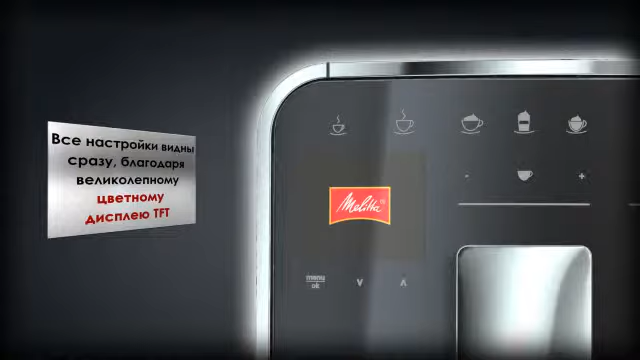 Все настройки видны
сразу, благодаря
великолепному
цветному
дисплею TFT
Melitta®
- +
menu
ok